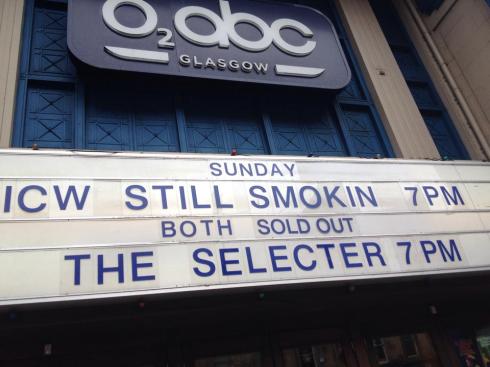 O2 abc
GLASGOW
SUNDAY
ICW STILL SMOKIN 7PM
BOTH SOLD OUT
THE SELECTER 7PM